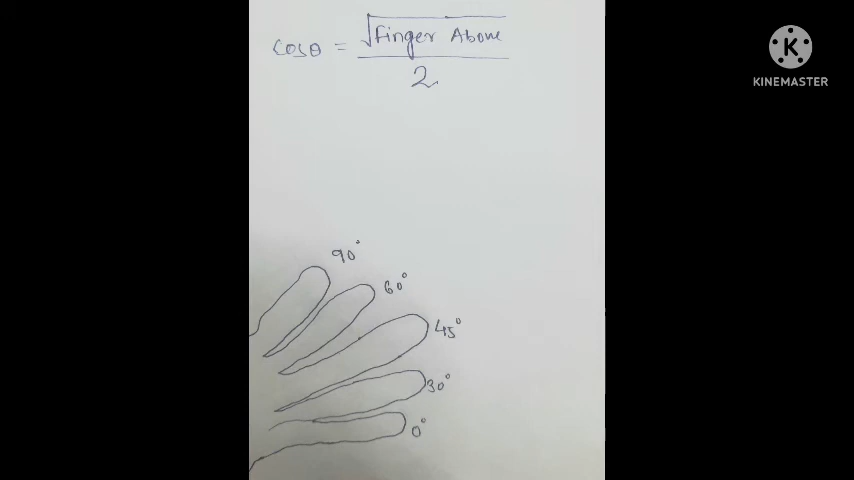 cosθ = √Finger Above / 2
KINEMASTER
90°
60°
45°
30°
0°